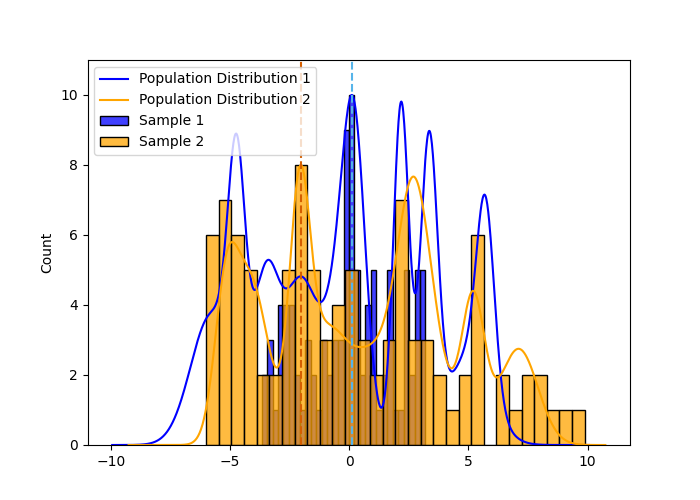 Population Distribution 1
Population Distribution 2
Sample 1
Sample 2
Count
10
8
6
4
2
0
−10 −5 0 5 10